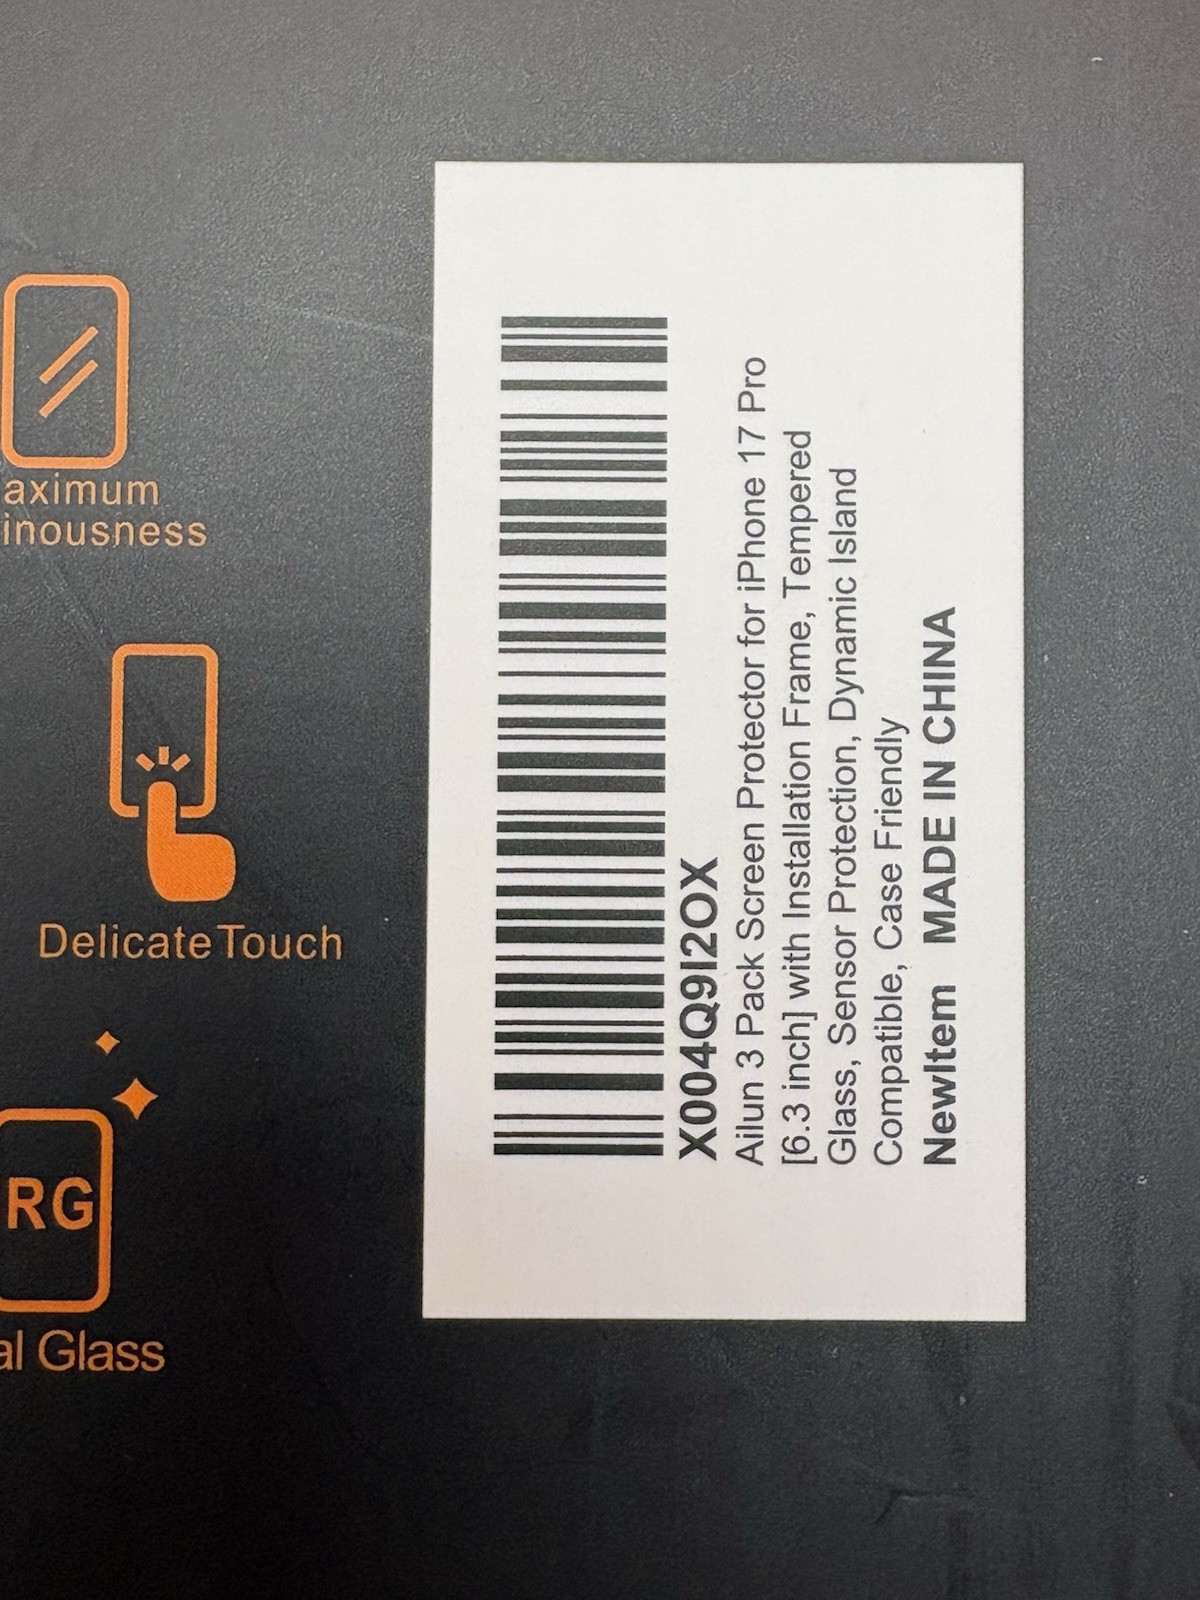 aximum
inousness
Delicate Touch
RG
al Glass
X004Q9I2OX
Ailun 3 Pack Screen Protector for iPhone 17 Pro
[6.3 inch] with Installation Frame, Tempered
Glass, Sensor Protection, Dynamic Island
Compatible, Case Friendly
NewItem MADE IN CHINA